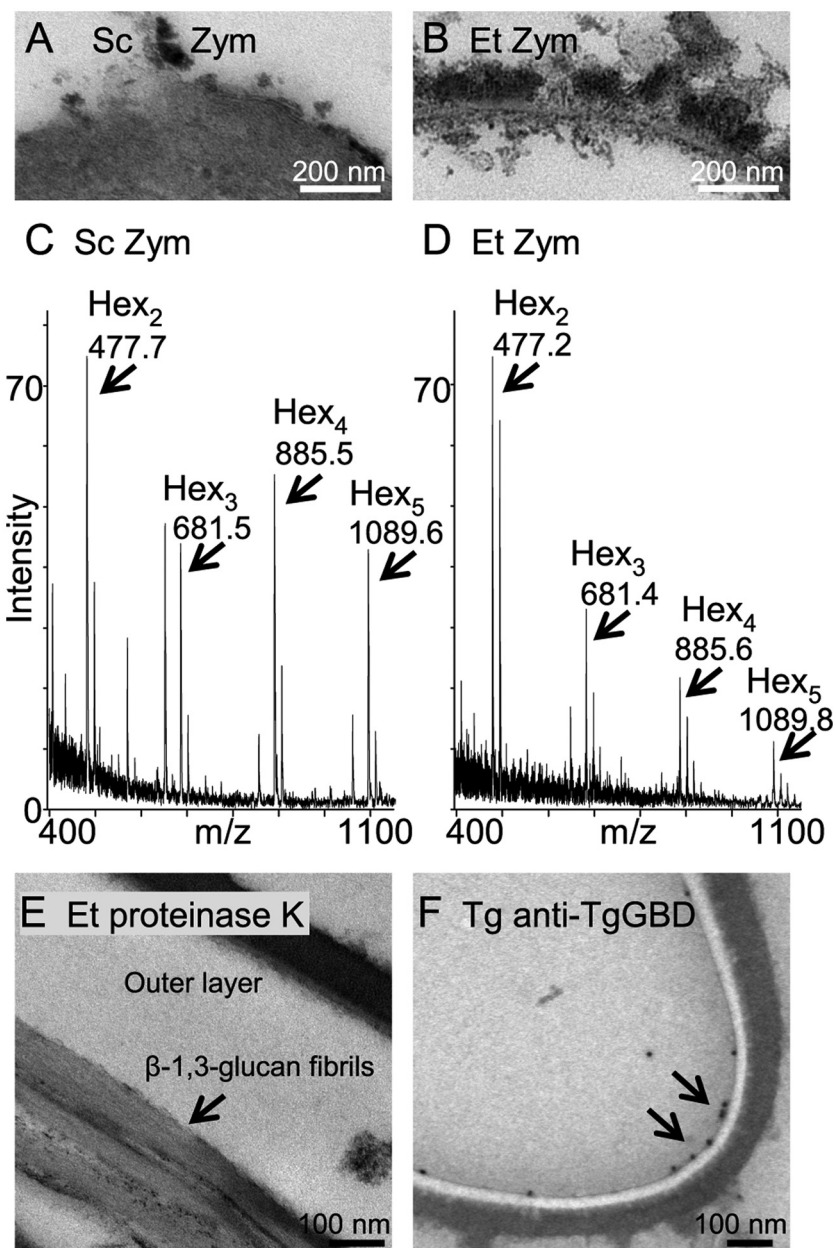 A Sc Zym
200 nm
B Et Zym
200 nm
C Sc Zym
Hex2
477.7
Hex3
681.5
Hex4
885.5
Hex5
1089.6
70
0
Intensity
400 m/z 1100
D Et Zym
Hex2
477.2
Hex3
681.4
Hex4
885.6
Hex5
1089.8
70
0
400 m/z 1100
E Et proteinase K
Outer layer
β-1,3-glucan fibrils
100 nm
F Tg anti-TgGBD
100 nm